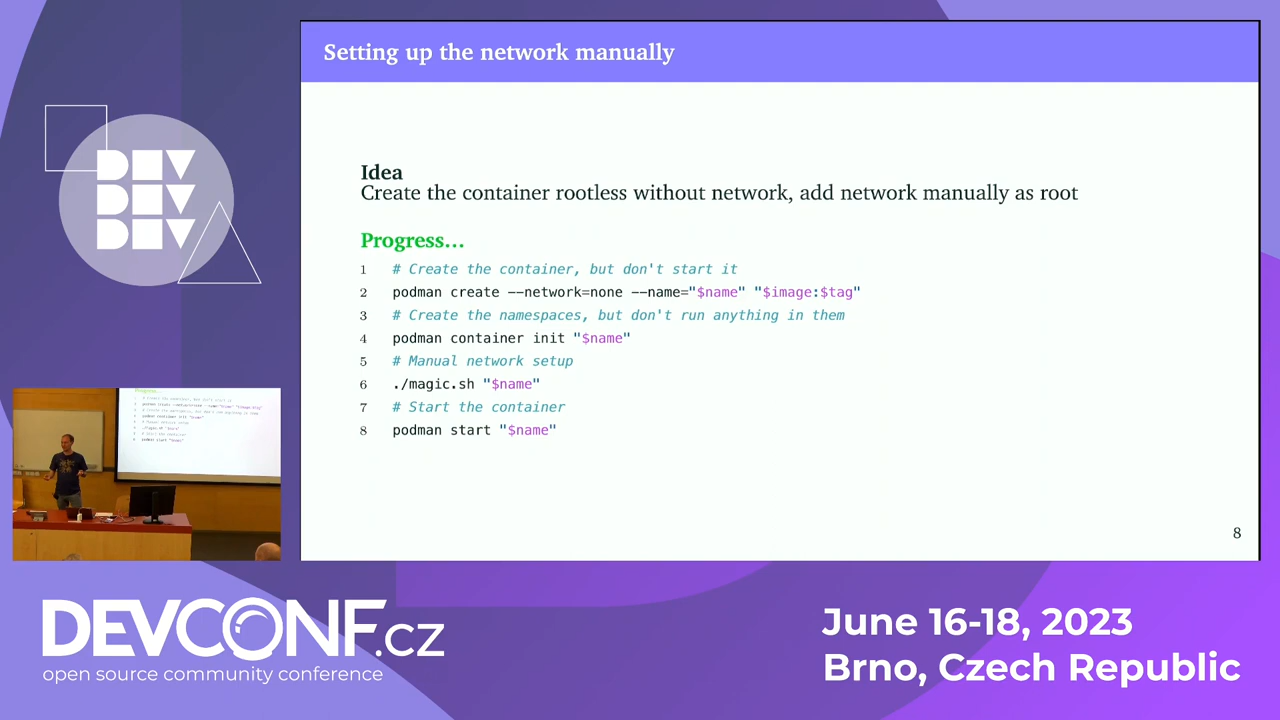 Setting up the network manually
DEV
DEV
DEV
Idea
Create the container rootless without network, add network manually as root
Progress...
1 # Create the container, but don't start it
2 podman create --network=none --name="$name" "$image:$tag"
3 # Create the namespaces, but don't run anything in them
4 podman container init "$name"
5 # Manual network setup
6 ./magic.sh "$name"
7 # Start the container
8 podman start "$name"
8
DEVCONF.cz
open source community conference
June 16-18, 2023
Brno, Czech Republic